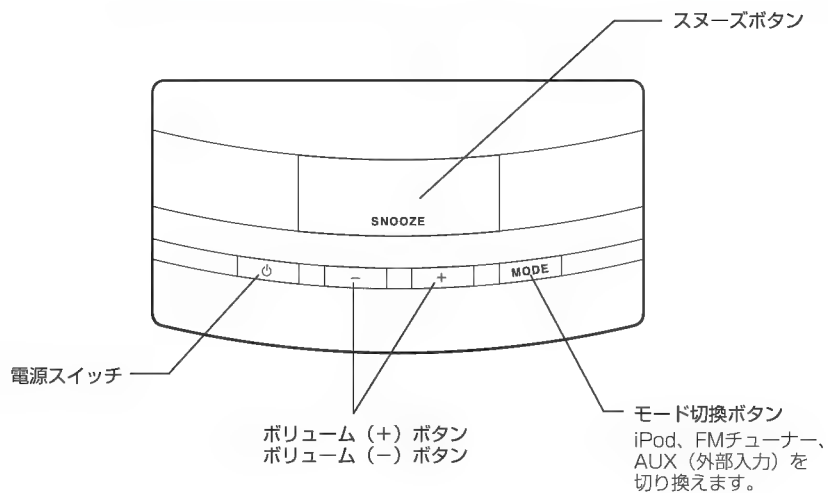 スヌーズボタン
SNOOZE
⏻ − + MODE
電源スイッチ
ボリューム（+）ボタン
ボリューム（−）ボタン
モード切換ボタン
iPod、FMチューナー、
AUX（外部入力）を
切り換えます。